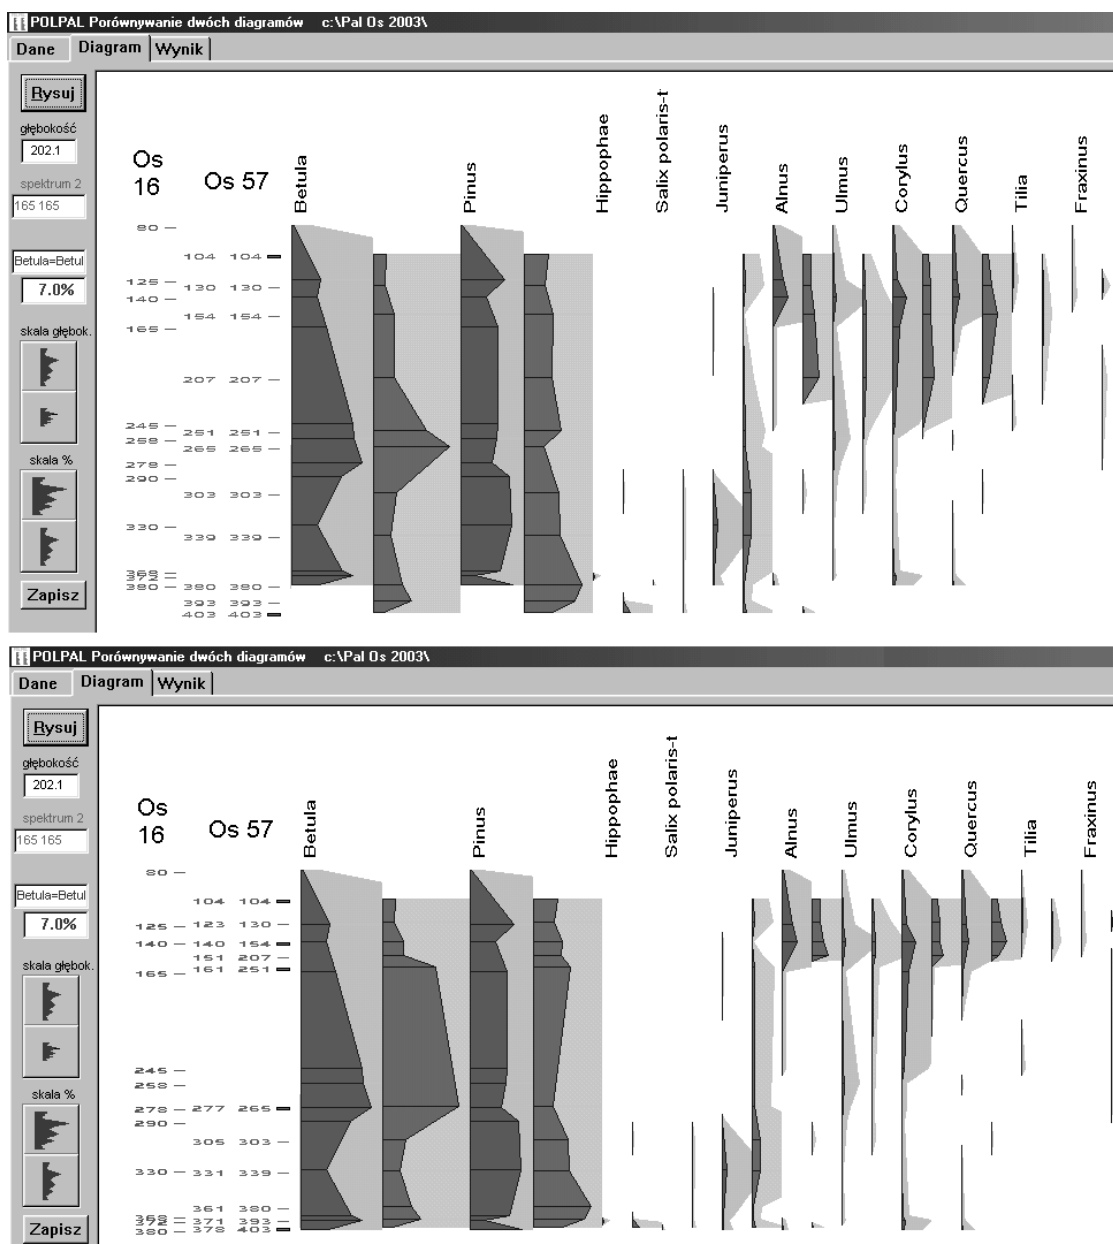 POLPAL Porównywanie dwóch diagramów c:\Pal Os 2003\
Dane Diagram Wynik
Rysuj
głębokość
202.1
spektrum 2
165 165
Betula=Betul
7.0%
skala głębok.
skala %
Zapisz
Os 16
Os 57
Betula
Pinus
Hippophae
Salix polaris-t
Juniperus
Alnus
Ulmus
Corylus
Quercus
Tilia
Fraxinus
80
104 104
125
130 130
140
154 154
165
207 207
245
251 251
258
265 265
278
290
303 303
330
339 339
368
372
380 380 380
393 393
403 403
POLPAL Porównywanie dwóch diagramów c:\Pal Os 2003\
Dane Diagram Wynik
Rysuj
głębokość
202.1
spektrum 2
165 165
Betula=Betul
7.0%
skala głębok.
skala %
Zapisz
Os 16
Os 57
Betula
Pinus
Hippophae
Salix polaris-t
Juniperus
Alnus
Ulmus
Corylus
Quercus
Tilia
Fraxinus
80
104 104
125 123 130
140 140 154
151 207
165 161 251
245
258
278 277 265
290
305 303
330 331 339
361 380
368
372 371 393
380 378 403